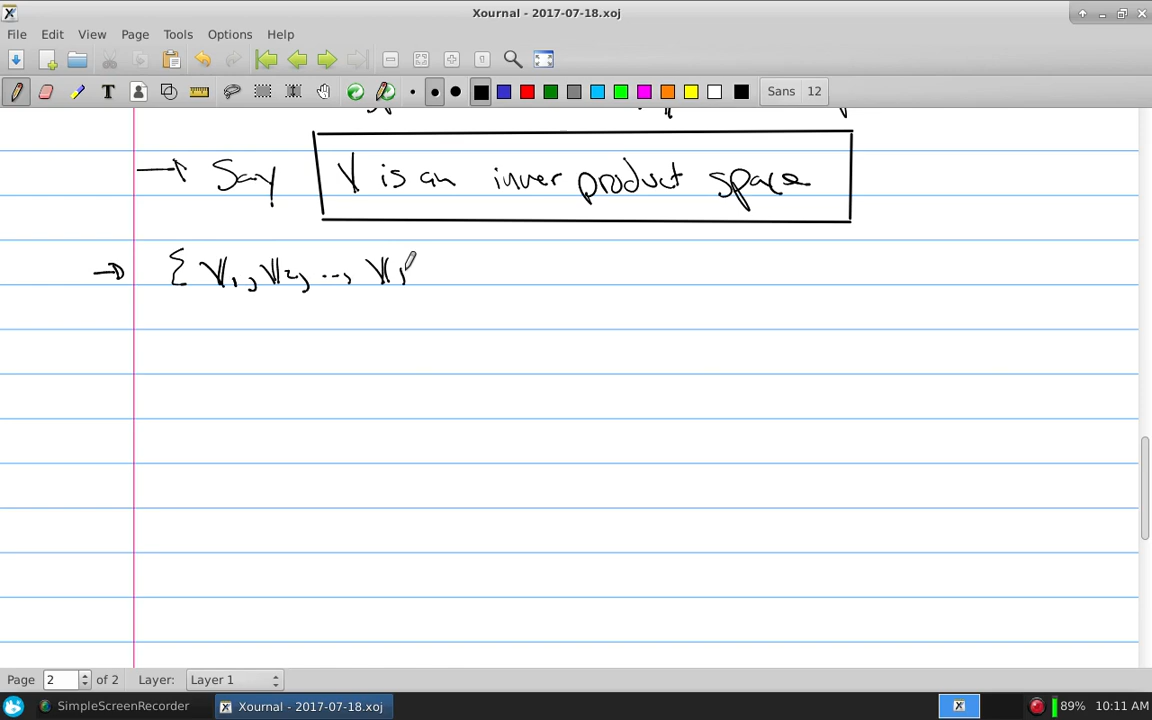 Xournal - 2017-07-18.xoj
File Edit View Page Tools Options Help
Sans 12
→ Say V is an inner product space
→ { V1, V2, ..., V
Page 2 of 2 Layer: Layer 1
SimpleScreenRecorder Xournal - 2017-07-18.xoj 89% 10:11 AM